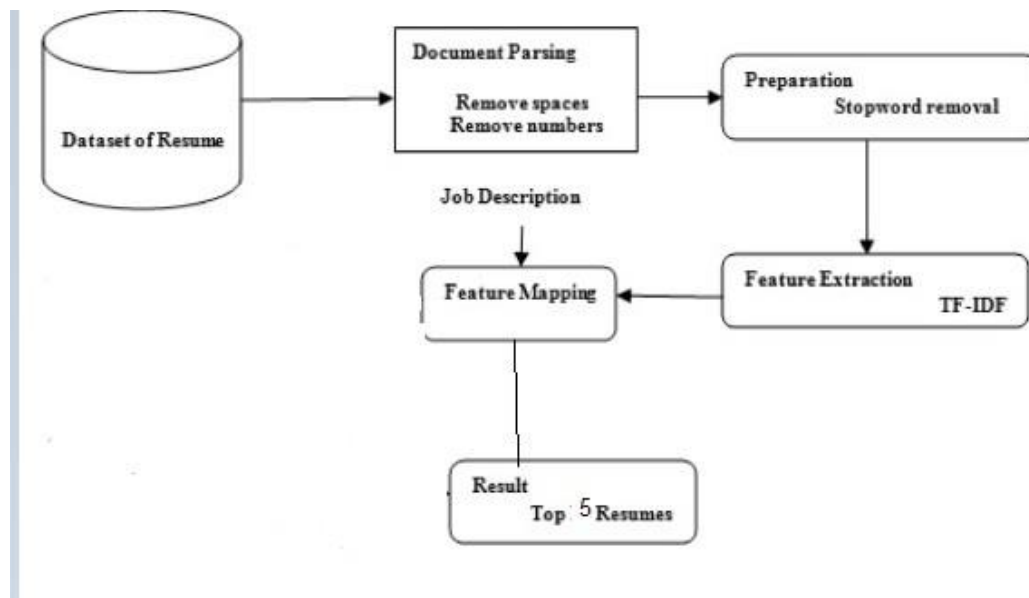 Dataset of Resume
Document Parsing
Remove spaces
Remove numbers
Preparation
Stopword removal
Job Description
Feature Mapping
Feature Extraction
TF-IDF
Result
Top : 5 Resumes